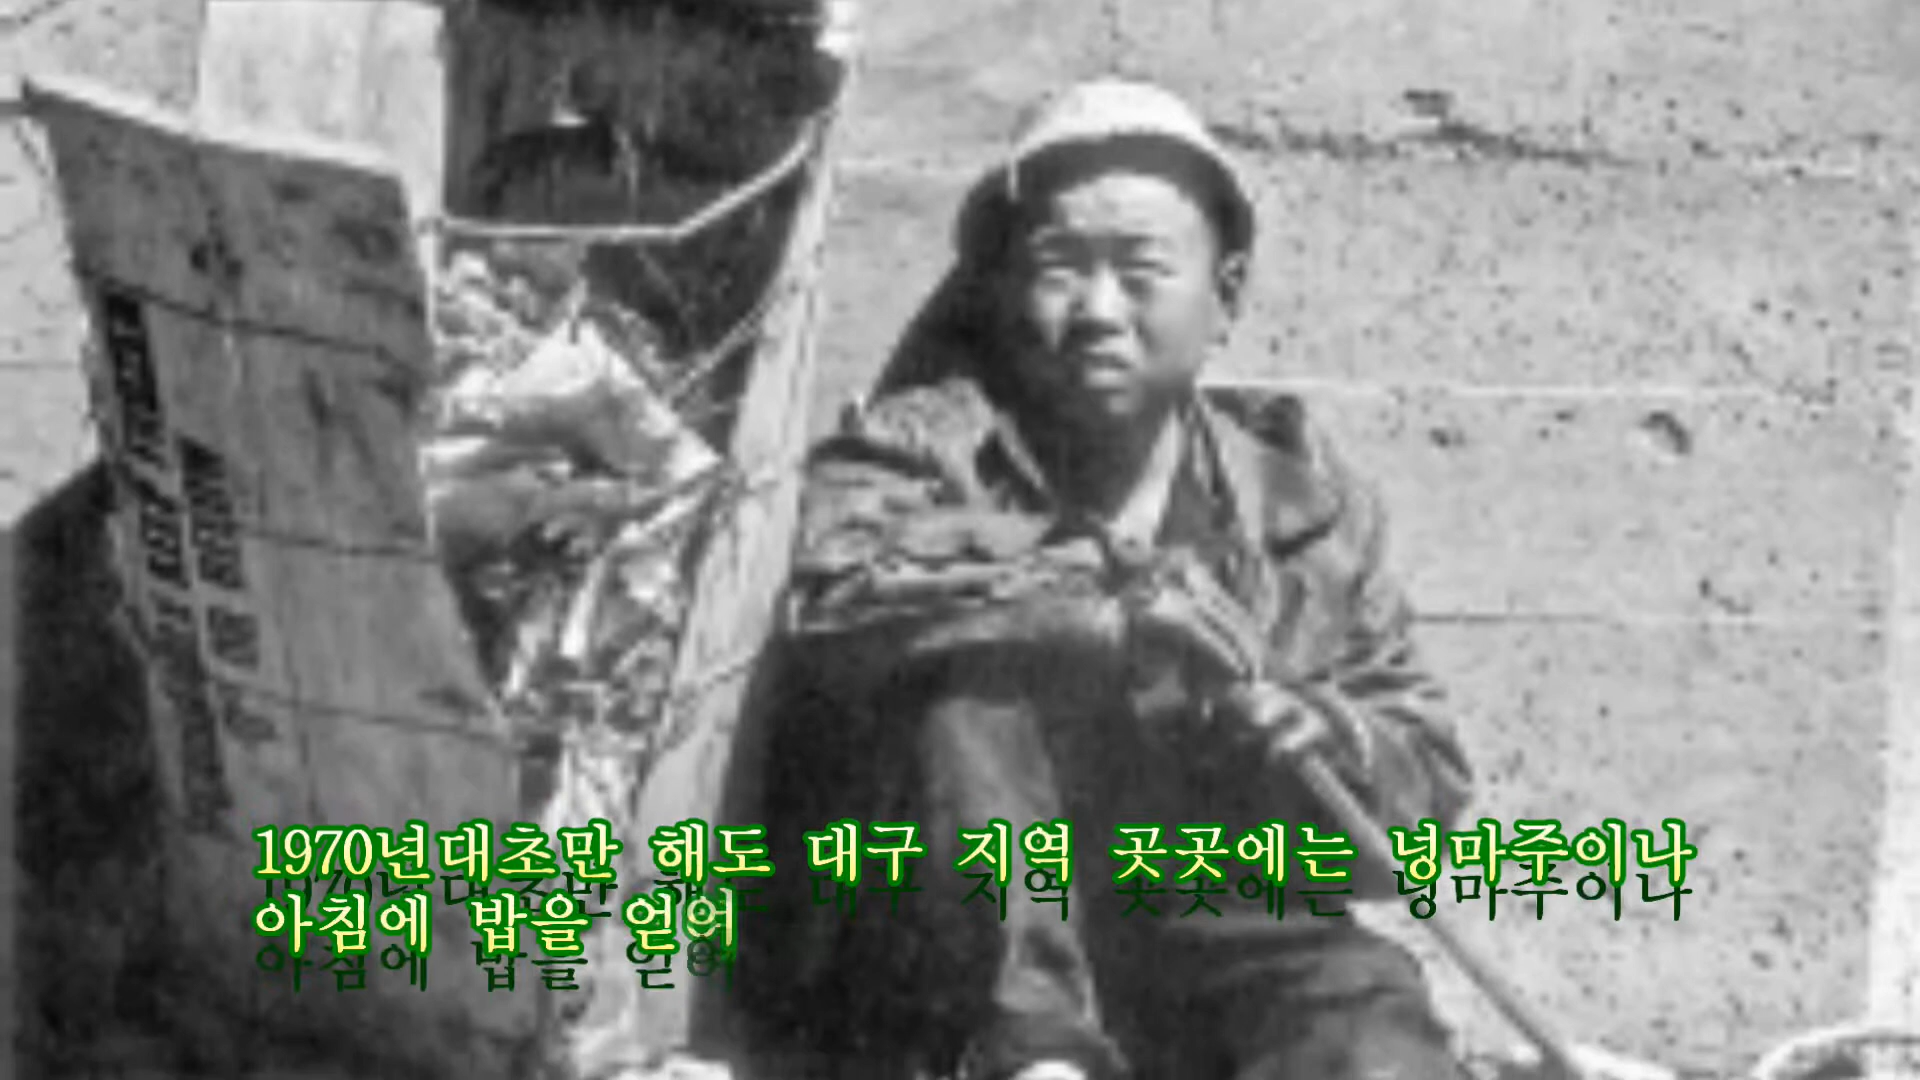 1970년대초만 해도 대구 지역 곳곳에는 넝마주이나
아침에 밥을 얻어